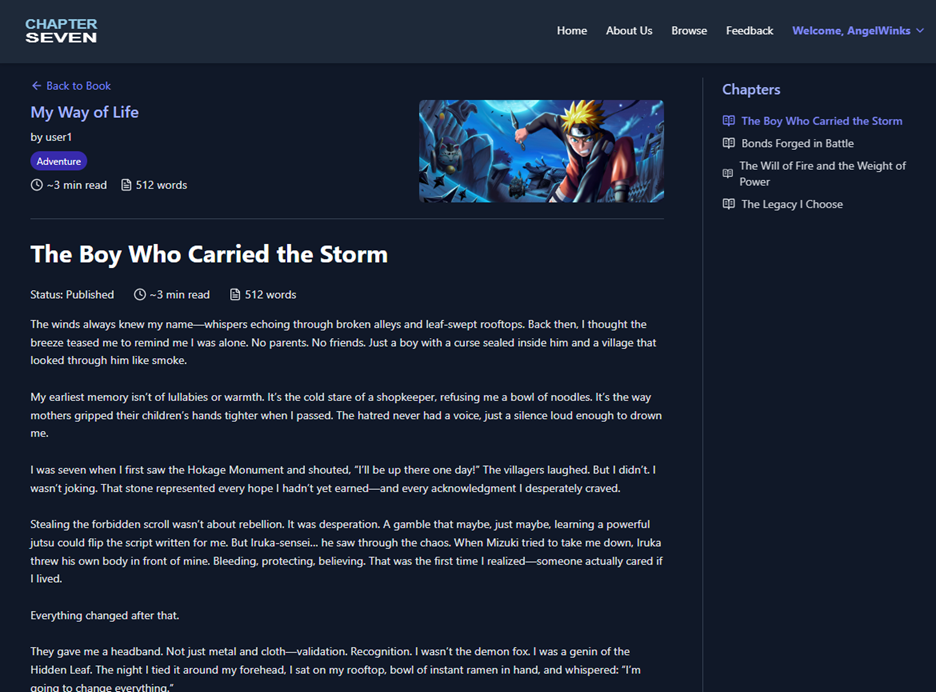 CHAPTER
SEVEN
Home About Us Browse Feedback Welcome, AngelWinks
Back to Book
My Way of Life
by user1
Adventure
~3 min read 512 words
The Boy Who Carried the Storm
Status: Published ~3 min read 512 words
The winds always knew my name—whispers echoing through broken alleys and leaf-swept rooftops. Back then, I thought the
breeze teased me to remind me I was alone. No parents. No friends. Just a boy with a curse sealed inside him and a village that
looked through him like smoke.
My earliest memory isn’t of lullabies or warmth. It’s the cold stare of a shopkeeper, refusing me a bowl of noodles. It’s the way
mothers gripped their children’s hands tighter when I passed. The hatred never had a voice, just a silence loud enough to drown
me.
I was seven when I first saw the Hokage Monument and shouted, “I’ll be up there one day!” The villagers laughed. But I didn’t. I
wasn’t joking. That stone represented every hope I hadn’t yet earned—and every acknowledgment I desperately craved.
Stealing the forbidden scroll wasn’t about rebellion. It was desperation. A gamble that maybe, just maybe, learning a powerful
jutsu could flip the script written for me. But Iruka-sensei... he saw through the chaos. When Mizuki tried to take me down, Iruka
threw his own body in front of mine. Bleeding, protecting, believing. That was the first time I realized—someone actually cared if
I lived.
Everything changed after that.
They gave me a headband. Not just metal and cloth—validation. Recognition. I wasn’t the demon fox. I was a genin of the
Hidden Leaf. The night I tied it around my forehead, I sat on my rooftop, bowl of instant ramen in hand, and whispered: “I’m
going to change everything.”
Chapters
The Boy Who Carried the Storm
Bonds Forged in Battle
The Will of Fire and the Weight of
Power
The Legacy I Choose